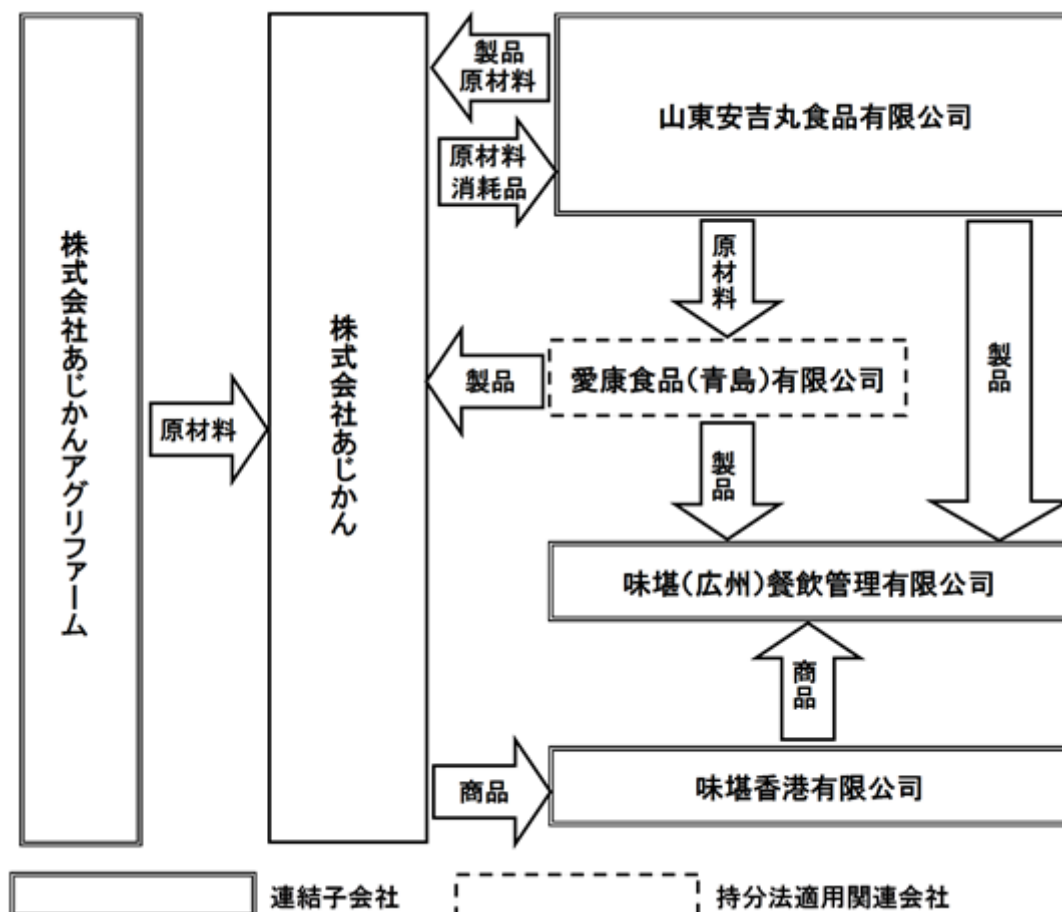 製品
原材料
山東安吉丸食品有限公司
原材料
消耗品
株式会社あじかんアグリファーム
株式会社あじかん
原材料
製品
製品
愛康食品(青島)有限公司
原材料
製品
味堪(広州)餐飲管理有限公司
商品
商品
味堪香港有限公司
連結子会社
持分法適用関連会社